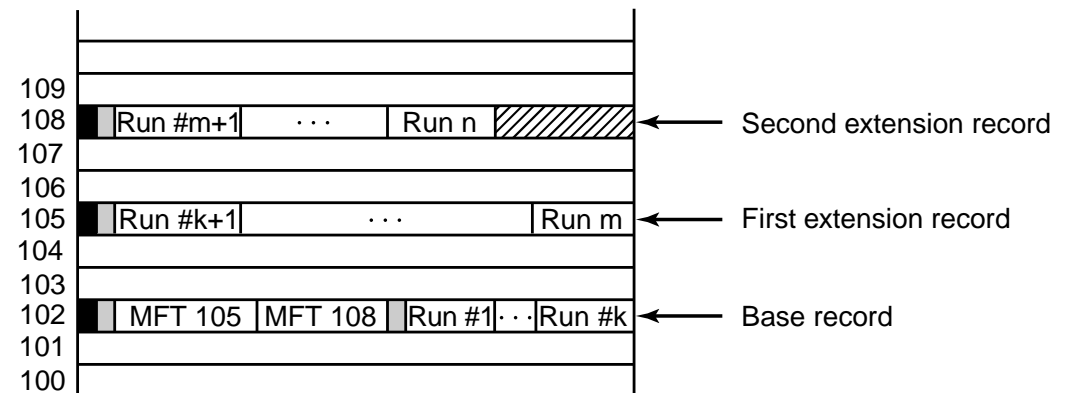 109
108 Run #m+1 · · · Run n Second extension record
107
106
105 Run #k+1 · · · Run m First extension record
104
103
102 MFT 105 MFT 108 Run #1 · · · Run #k Base record
101
100